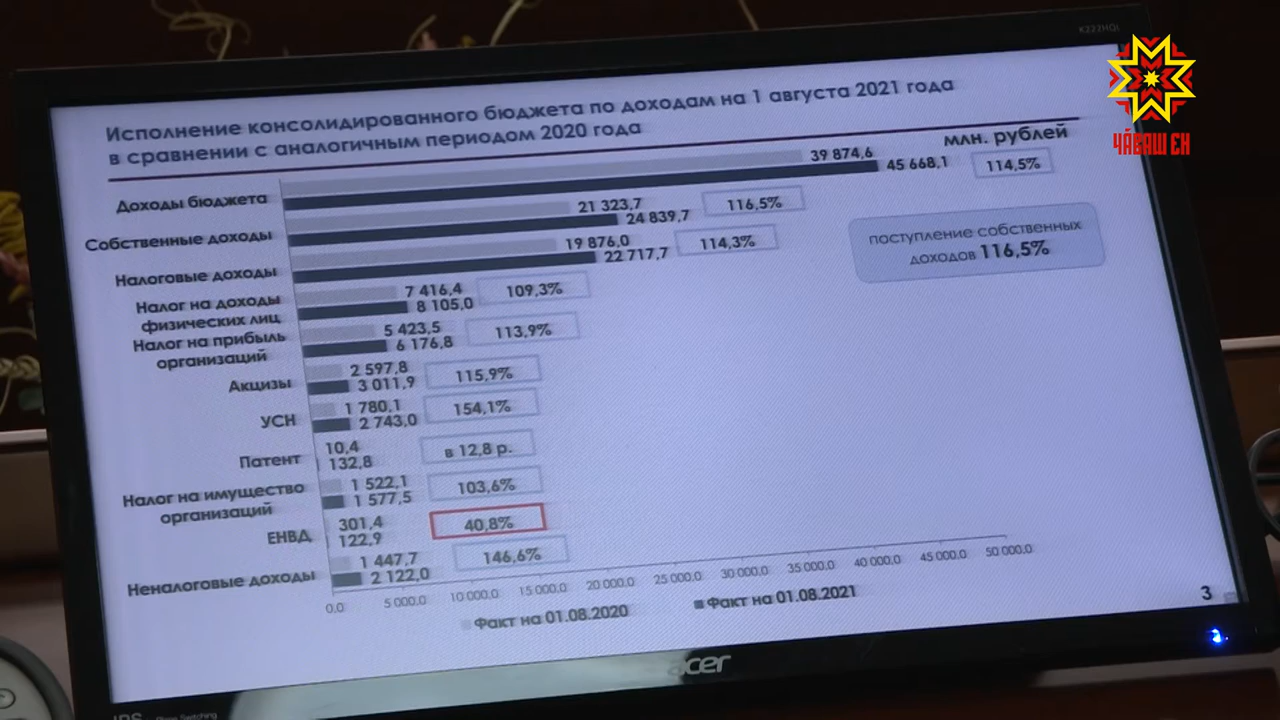 K222HQL
ЧĂВАШ ЕН
Исполнение консолидированного бюджета по доходам на 1 августа 2021 года
в сравнении с аналогичным периодом 2020 года
млн. рублей
Доходы бюджета
39 874,6
45 668,1
114,5%
Собственные доходы
21 323,7
24 839,7
116,5%
Налоговые доходы
19 876,0
22 717,7
114,3%
поступление собственных
доходов 116,5%
Налог на доходы
физических лиц
7 416,4
8 105,0
109,3%
Налог на прибыль
организаций
5 423,5
6 176,8
113,9%
Акцизы
2 597,8
3 011,9
115,9%
УСН
1 780,1
2 743,0
154,1%
Патент
10,4
132,8
в 12,8 р.
Налог на имущество
организаций
1 522,1
1 577,5
103,6%
ЕНВД
301,4
122,9
40,8%
Неналоговые доходы
1 447,7
2 122,0
146,6%
0,0 5 000,0 10 000,0 15 000,0 20 000,0 25 000,0 30 000,0 35 000,0 40 000,0 45 000,0 50 000,0
Факт на 01.08.2020 Факт на 01.08.2021
3
acer
IPS